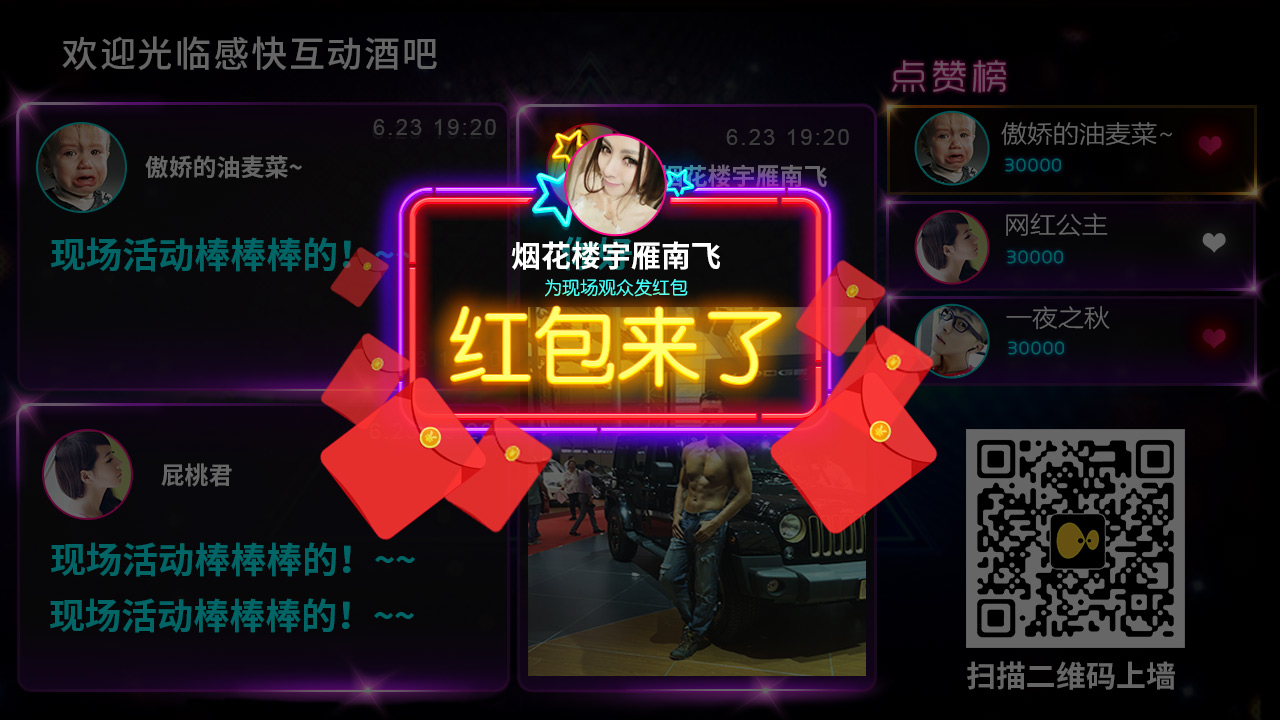 欢迎光临感快互动酒吧
点赞榜
6.23 19:20
傲娇的油麦菜~
现场活动棒棒棒的！~
6.23 19:20
烟花楼宇雁南飞
傲娇的油麦菜~
30000
网红公主
30000
一夜之秋
30000
烟花楼宇雁南飞
为现场观众发红包
红包来了
屁桃君
现场活动棒棒棒的！~~
现场活动棒棒棒的！~~
扫描二维码上墙